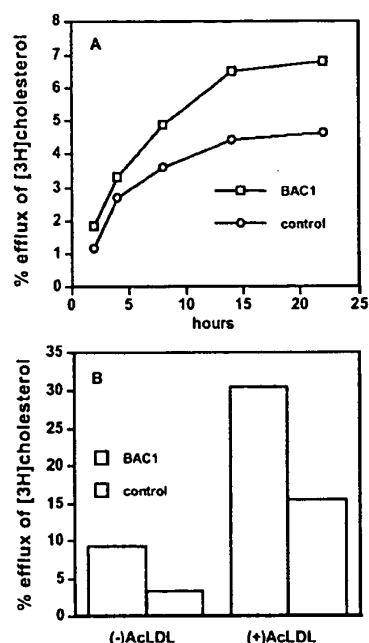 8
7
6
5
4
3
2
1
0
% efflux of [3H]cholesterol
A
BAC1
control
0 5 10 15 20 25
hours
35
30
25
20
15
10
5
0
% efflux of [3H]cholesterol
B
BAC1
control
(-)AcLDL (+)AcLDL